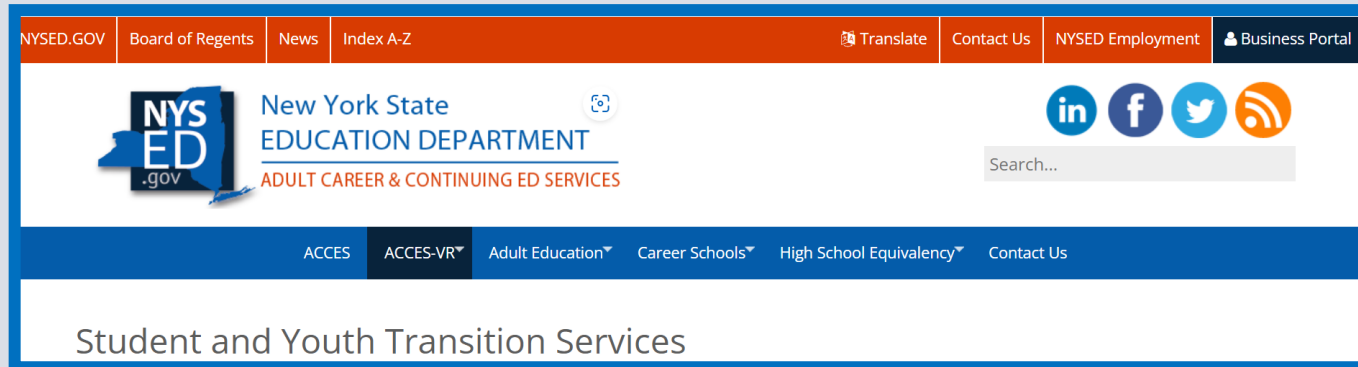 NYSED.GOV Board of Regents News Index A-Z Translate Contact Us NYSED Employment Business Portal
NYS
ED
.gov
New York State
EDUCATION DEPARTMENT
ADULT CAREER & CONTINUING ED SERVICES
in f
Search...
ACCES ACCES-VR Adult Education Career Schools High School Equivalency Contact Us
Student and Youth Transition Services